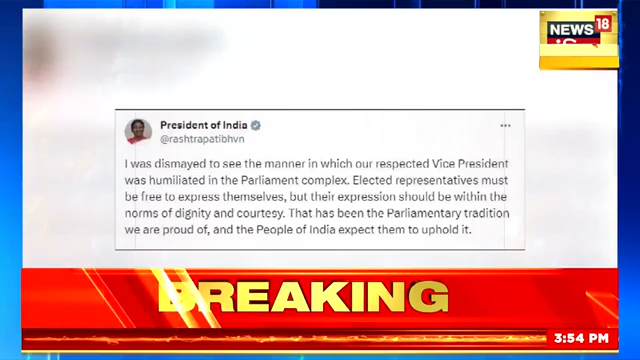 NEWS 18
President of India
@rashtrapatibhvn
I was dismayed to see the manner in which our respected Vice President
was humiliated in the Parliament complex. Elected representatives must
be free to express themselves, but their expression should be within the
norms of dignity and courtesy. That has been the Parliamentary tradition
we are proud of, and the People of India expect them to uphold it.
BREAKING
3:54 PM